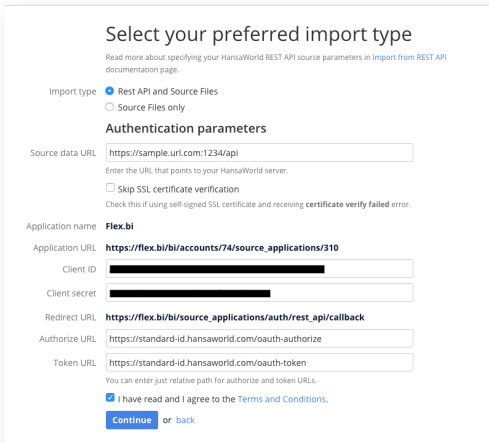 Select your preferred import type
Read more about specifying your HansaWorld REST API source parameters in Import from REST API
documentation page.
Import type Rest API and Source Files
Source Files only
Authentication parameters
Source data URL https://sample.url.com:1234/api
Enter the URL that points to your HansaWorld server.
Skip SSL certificate verification
Check this if using self-signed SSL certificate and receiving certificate verify failed error.
Application name Flex.bi
Application URL https://flex.bi/bi/accounts/74/source_applications/310
Client ID
Client secret
Redirect URL https://flex.bi/bi/source_applications/auth/rest_api/callback
Authorize URL https://standard-id.hansaworld.com/oauth-authorize
Token URL https://standard-id.hansaworld.com/oauth-token
You can enter just relative path for authorize and token URLs.
I have read and I agree to the Terms and Conditions.
Continue or back